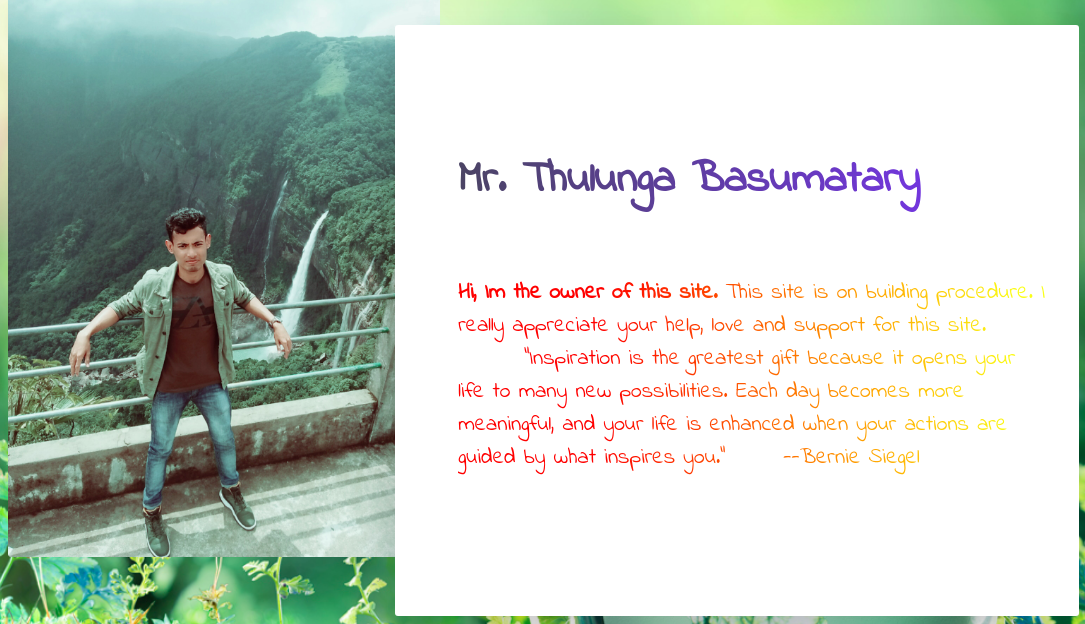 Mr. Thulunga Basumatary
Hi, Im the owner of this site. This site is on building procedure. I
really appreciate your help, love and support for this site.
"Inspiration is the greatest gift because it opens your
life to many new possibilities. Each day becomes more
meaningful, and your life is enhanced when your actions are
guided by what inspires you." --Bernie Siegel